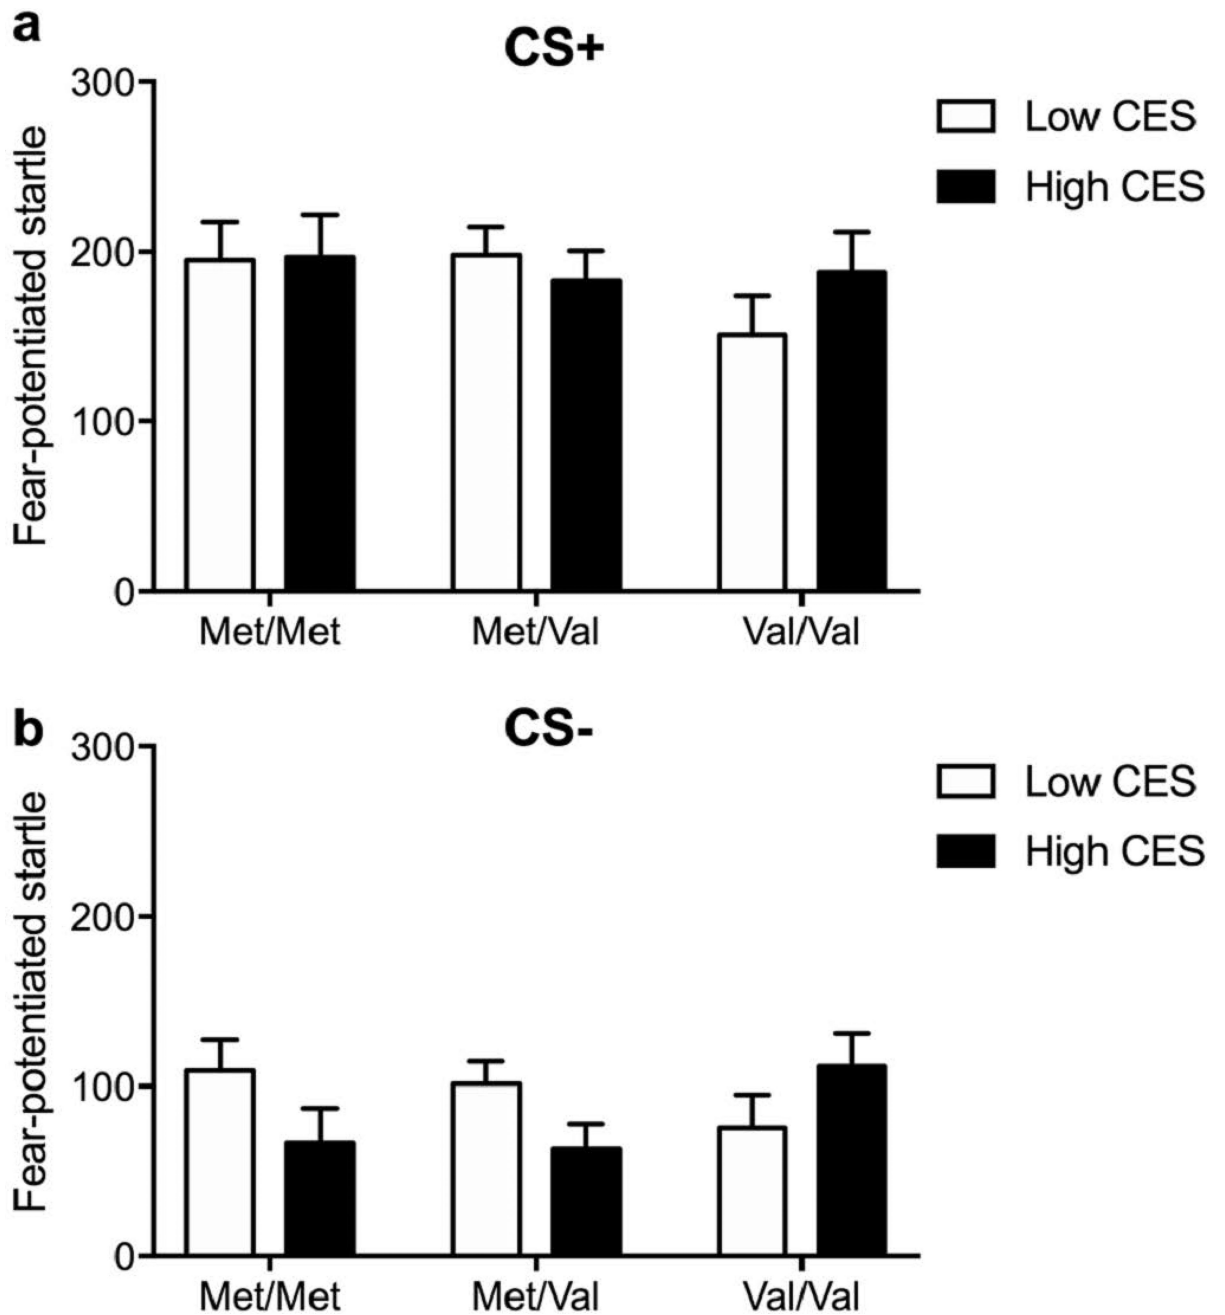 a
CS+
300
200
100
0
Fear-potentiated startle
Met/Met Met/Val Val/Val
Low CES
High CES
b
CS-
300
200
100
0
Fear-potentiated startle
Met/Met Met/Val Val/Val
Low CES
High CES